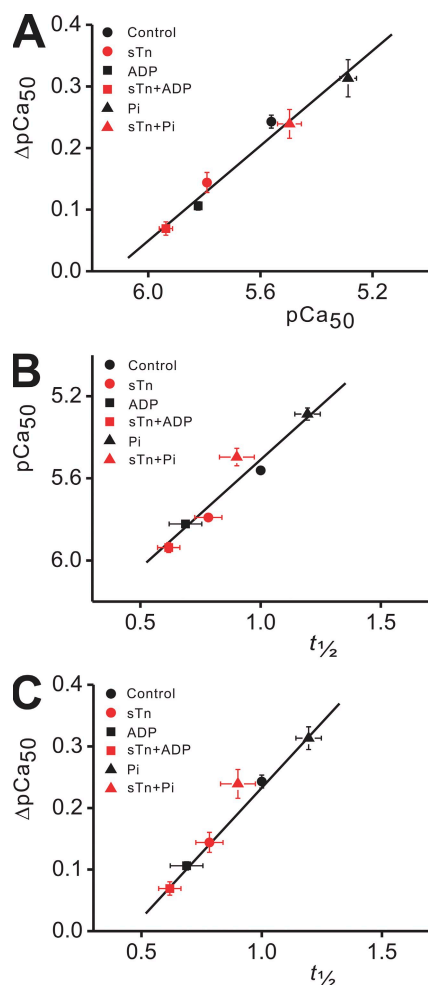 A
Control
sTn
ADP
sTn+ADP
Pi
sTn+Pi
ΔpCa50
0.4
0.3
0.2
0.1
0.0
6.0 5.6 5.2
pCa50
B
Control
sTn
ADP
sTn+ADP
Pi
sTn+Pi
pCa50
5.2
5.6
6.0
0.5 1.0 1.5
t½
C
Control
sTn
ADP
sTn+ADP
Pi
sTn+Pi
ΔpCa50
0.4
0.3
0.2
0.1
0.0
0.5 1.0 1.5
t½